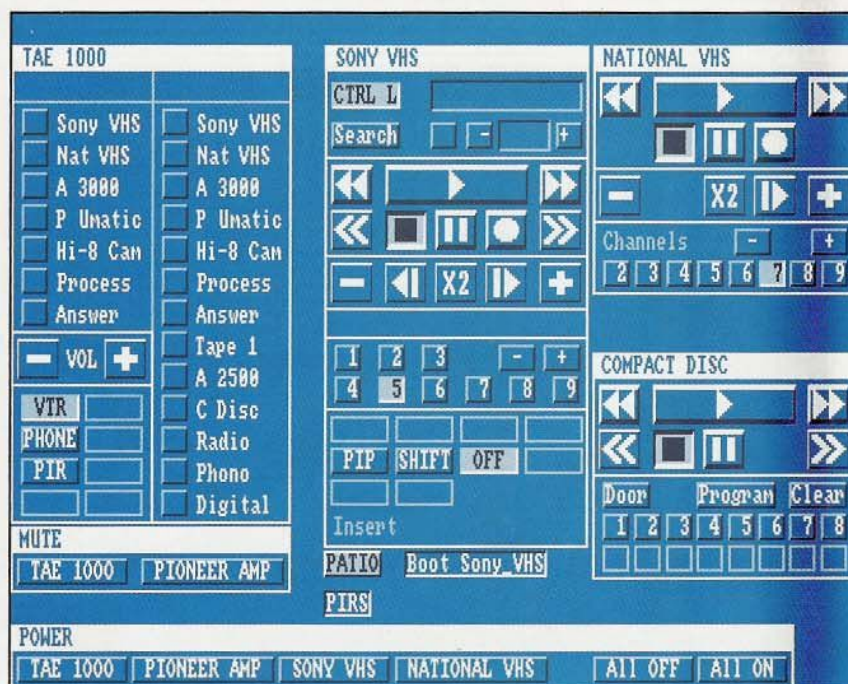 TAE 1000
Sony VHS
Nat VHS
A 3000
P Umatic
Hi-8 Cam
Process
Answer
Sony VHS
Nat VHS
A 3000
P Umatic
Hi-8 Cam
Process
Answer
Tape 1
A 2500
C Disc
Radio
Phono
Digital
- VOL +
VTR
PHONE
PIR
MUTE
TAE 1000 PIONEER AMP
SONY VHS
CTRL L
Search - +
- X2 +
1 2 3 - +
4 5 6 7 8 9
PIP SHIFT OFF
Insert
PATIO Boot Sony_VHS
PIRS
NATIONAL VHS
- X2 +
Channels - +
2 3 4 5 6 7 8 9
COMPACT DISC
Door Program Clear
1 2 3 4 5 6 7 8
POWER
TAE 1000 PIONEER AMP SONY VHS NATIONAL VHS All OFF All ON